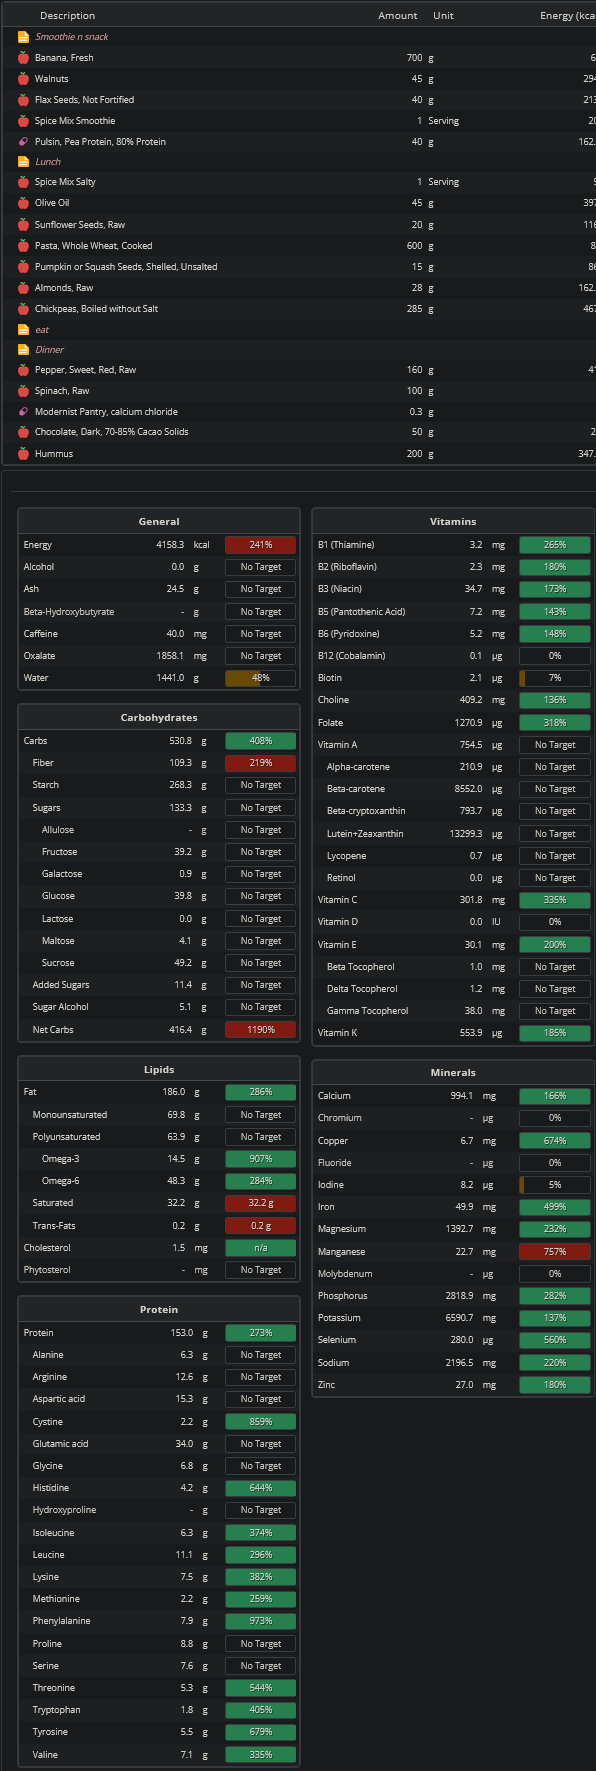 Description Amount Unit Energy (kca
Smoothie n snack
Banana, Fresh 700 g 6
Walnuts 45 g 294
Flax Seeds, Not Fortified 40 g 213
Spice Mix Smoothie 1 Serving 20
Pulsin, Pea Protein, 80% Protein 40 g 162.
Lunch
Spice Mix Salty 1 Serving 5
Olive Oil 45 g 397
Sunflower Seeds, Raw 20 g 116
Pasta, Whole Wheat, Cooked 600 g 8
Pumpkin or Squash Seeds, Shelled, Unsalted 15 g 86
Almonds, Raw 28 g 162.
Chickpeas, Boiled without Salt 285 g 467
eat
Dinner
Pepper, Sweet, Red, Raw 160 g 41
Spinach, Raw 100 g
Modernist Pantry, calcium chloride 0.3 g
Chocolate, Dark, 70-85% Cacao Solids 50 g 2
Hummus 200 g 347.
General
Energy 4158.3 kcal 241%
Alcohol 0.0 g No Target
Ash 24.5 g No Target
Beta-Hydroxybutyrate - g No Target
Caffeine 40.0 mg No Target
Oxalate 1858.1 mg No Target
Water 1441.0 g 48%
Carbohydrates
Carbs 530.8 g 408%
Fiber 109.3 g 219%
Starch 268.3 g No Target
Sugars 133.3 g No Target
Allulose - g No Target
Fructose 39.2 g No Target
Galactose 0.9 g No Target
Glucose 39.8 g No Target
Lactose 0.0 g No Target
Maltose 4.1 g No Target
Sucrose 49.2 g No Target
Added Sugars 11.4 g No Target
Sugar Alcohol 5.1 g No Target
Net Carbs 416.4 g 1190%
Lipids
Fat 186.0 g 286%
Monounsaturated 69.8 g No Target
Polyunsaturated 63.9 g No Target
Omega-3 14.5 g 907%
Omega-6 48.3 g 284%
Saturated 32.2 g 32.2 g
Trans-Fats 0.2 g 0.2 g
Cholesterol 1.5 mg n/a
Phytosterol - mg No Target
Protein
Protein 153.0 g 273%
Alanine 6.3 g No Target
Arginine 12.6 g No Target
Aspartic acid 15.3 g No Target
Cystine 2.2 g 859%
Glutamic acid 34.0 g No Target
Glycine 6.8 g No Target
Histidine 4.2 g 644%
Hydroxyproline - g No Target
Isoleucine 6.3 g 374%
Leucine 11.1 g 296%
Lysine 7.5 g 382%
Methionine 2.2 g 259%
Phenylalanine 7.9 g 973%
Proline 8.8 g No Target
Serine 7.6 g No Target
Threonine 5.3 g 544%
Tryptophan 1.8 g 405%
Tyrosine 5.5 g 679%
Valine 7.1 g 335%
Vitamins
B1 (Thiamine) 3.2 mg 265%
B2 (Riboflavin) 2.3 mg 180%
B3 (Niacin) 34.7 mg 173%
B5 (Pantothenic Acid) 7.2 mg 143%
B6 (Pyridoxine) 5.2 mg 148%
B12 (Cobalamin) 0.1 µg 0%
Biotin 2.1 µg 7%
Choline 409.2 mg 136%
Folate 1270.9 µg 318%
Vitamin A 754.5 µg No Target
Alpha-carotene 210.9 µg No Target
Beta-carotene 8552.0 µg No Target
Beta-cryptoxanthin 793.7 µg No Target
Lutein+Zeaxanthin 13299.3 µg No Target
Lycopene 0.7 µg No Target
Retinol 0.0 µg No Target
Vitamin C 301.8 mg 335%
Vitamin D 0.0 IU 0%
Vitamin E 30.1 mg 200%
Beta Tocopherol 1.0 mg No Target
Delta Tocopherol 1.2 mg No Target
Gamma Tocopherol 38.0 mg No Target
Vitamin K 553.9 µg 185%
Minerals
Calcium 994.1 mg 166%
Chromium - µg 0%
Copper 6.7 mg 674%
Fluoride - µg 0%
Iodine 8.2 µg 5%
Iron 49.9 mg 499%
Magnesium 1392.7 mg 232%
Manganese 22.7 mg 757%
Molybdenum - µg 0%
Phosphorus 2818.9 mg 282%
Potassium 6590.7 mg 137%
Selenium 280.0 µg 560%
Sodium 2196.5 mg 220%
Zinc 27.0 mg 180%